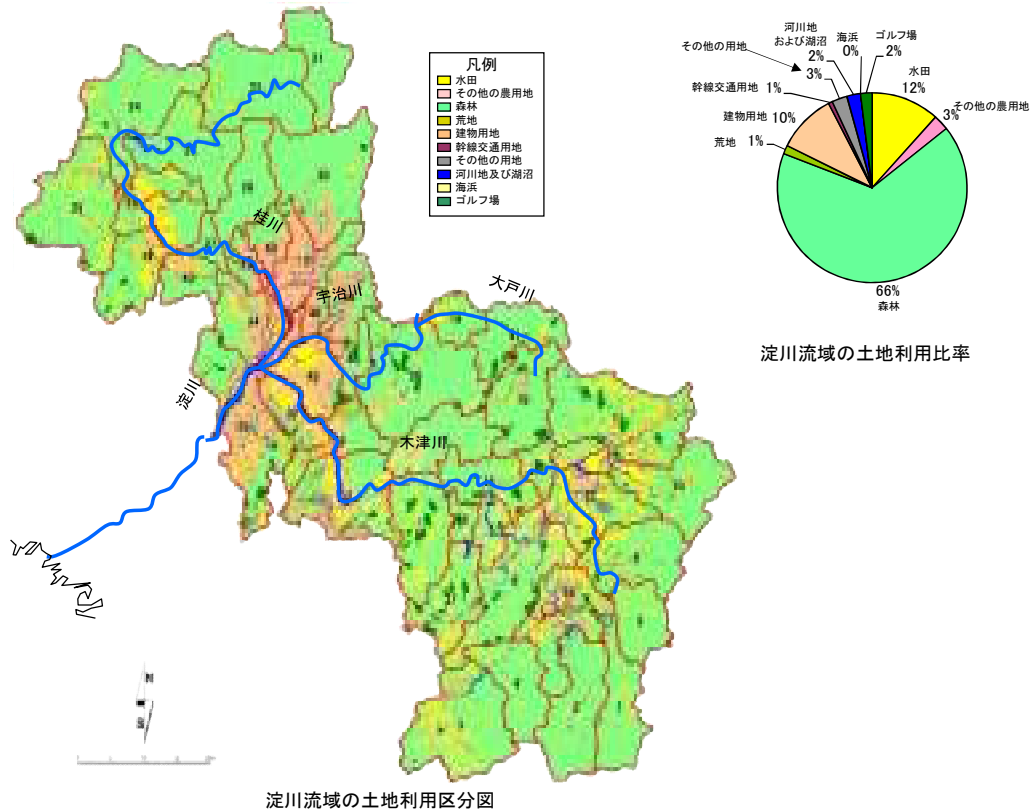 凡例
水田
その他の農用地
森林
荒地
建物用地
幹線交通用地
その他の用地
河川地及び湖沼
海浜
ゴルフ場
桂川
宇治川
大戸川
淀川
木津川
淀川流域の土地利用区分図
河川地
および湖沼
2%
海浜
0%
ゴルフ場
2%
その他の用地
3%
幹線交通用地 1%
建物用地 10%
荒地 1%
水田
12%
その他の農用地
3%
66%
森林
淀川流域の土地利用比率